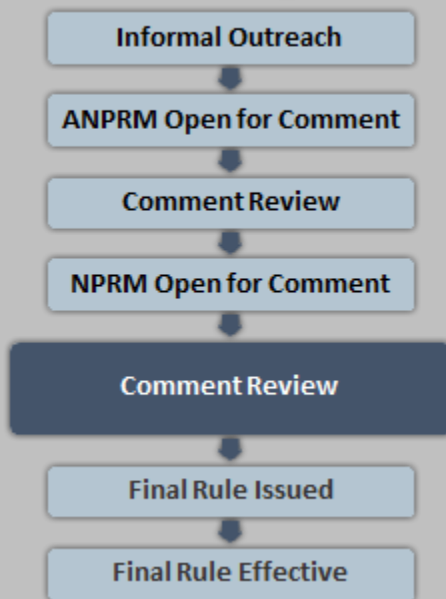 Informal Outreach
ANPRM Open for Comment
Comment Review
NPRM Open for Comment
Comment Review
Final Rule Issued
Final Rule Effective